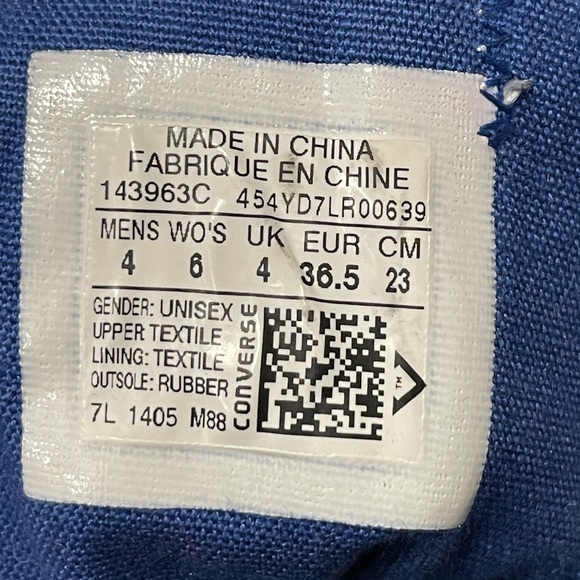 MADE IN CHINA
FABRIQUE EN CHINE
143963C 454YD7LR00639
MENS WO'S UK EUR CM
4 6 4 36.5 23
GENDER: UNISEX
UPPER: TEXTILE
LINING: TEXTILE
OUTSOLE: RUBBER
7L 1405 M88
CONVERSE
TM